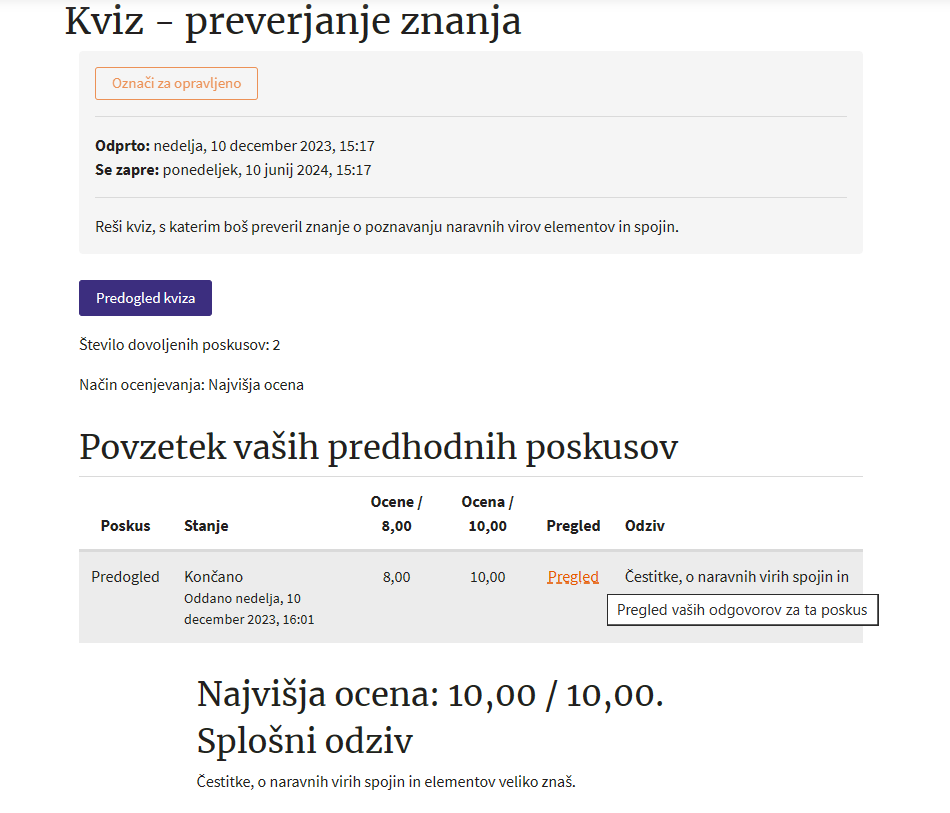 Kviz - preverjanje znanja
Označi za opravljeno
Odprto: nedelja, 10 december 2023, 15:17
Se zapre: ponedeljek, 10 junij 2024, 15:17
Reši kviz, s katerim boš preveril znanje o poznavanju naravnih virov elementov in spojin.
Predogled kviza
Število dovoljenih poskusov: 2
Način ocenjevanja: Najvišja ocena
Povzetek vaših predhodnih poskusov
Ocene / Ocena /
Poskus Stanje 8,00 10,00 Pregled Odziv
Predogled Končano 8,00 10,00 Pregled Čestitke, o naravnih virih spojin in
Oddano nedelja, 10
december 2023, 16:01
Pregled vaših odgovorov za ta poskus
Najvišja ocena: 10,00 / 10,00.
Splošni odziv
Čestitke, o naravnih virih spojin in elementov veliko znaš.